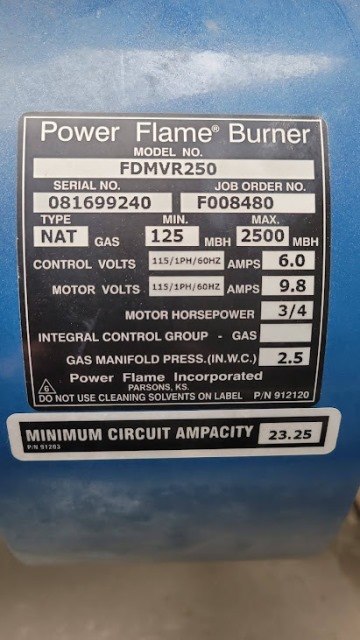 Power Flame® Burner
MODEL NO.
FDMVR250
SERIAL NO. JOB ORDER NO.
081699240 F008480
TYPE MIN. MAX.
NAT GAS 125 MBH 2500 MBH
CONTROL VOLTS 115/1PH/60HZ AMPS 6.0
MOTOR VOLTS 115/1PH/60HZ AMPS 9.8
MOTOR HORSEPOWER 3/4
INTEGRAL CONTROL GROUP - GAS
GAS MANIFOLD PRESS.(IN.W.C.) 2.5
Power Flame Incorporated
6 PARSONS, KS.
DO NOT USE CLEANING SOLVENTS ON LABEL P/N 912120
MINIMUM CIRCUIT AMPACITY 23.25
P/N 91203